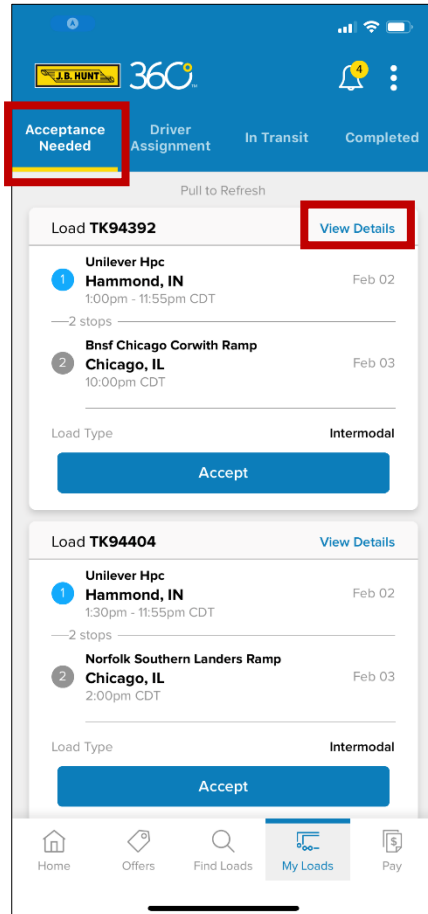 J.B. HUNT 360°
4
Acceptance Needed
Driver Assignment
In Transit
Completed
Pull to Refresh
Load TK94392 View Details
Unilever Hpc
1 Hammond, IN Feb 02
1:00pm - 11:55pm CDT
2 stops
Bnsf Chicago Corwith Ramp
2 Chicago, IL Feb 03
10:00pm CDT
Load Type Intermodal
Accept
Load TK94404 View Details
Unilever Hpc
1 Hammond, IN Feb 02
1:30pm - 11:55pm CDT
2 stops
Norfolk Southern Landers Ramp
2 Chicago, IL Feb 03
2:00pm CDT
Load Type Intermodal
Accept
Home Offers Find Loads My Loads Pay